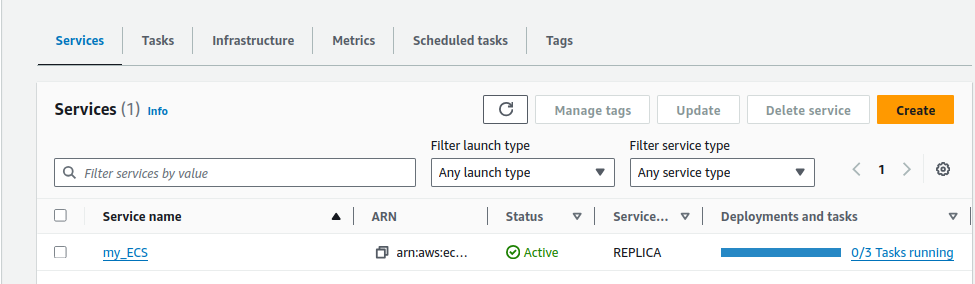 Services Tasks Infrastructure Metrics Scheduled tasks Tags
Services (1) Info Manage tags Update Delete service Create
Filter launch type Filter service type
Filter services by value Any launch type Any service type 1
Service name ARN Status Service... Deployments and tasks
my_ECS arn:aws:ec... Active REPLICA 0/3 Tasks running